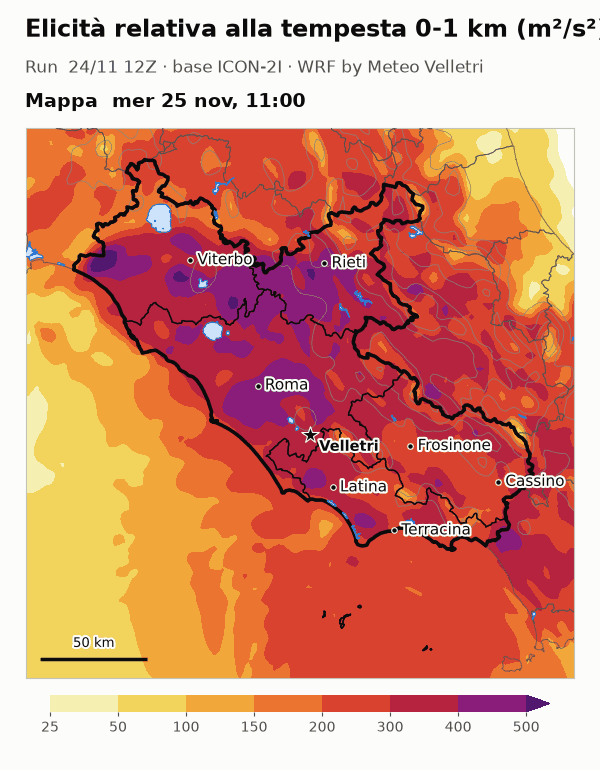 Elicità relativa alla tempesta 0-1 km (m²/s²)
Run 24/11 12Z · base ICON-2I · WRF by Meteo Velletri
Mappa mer 25 nov, 11:00
Viterbo
Rieti
Roma
Velletri
Frosinone
Cassino
Latina
Terracina
50 km
25 50 100 150 200 300 400 500